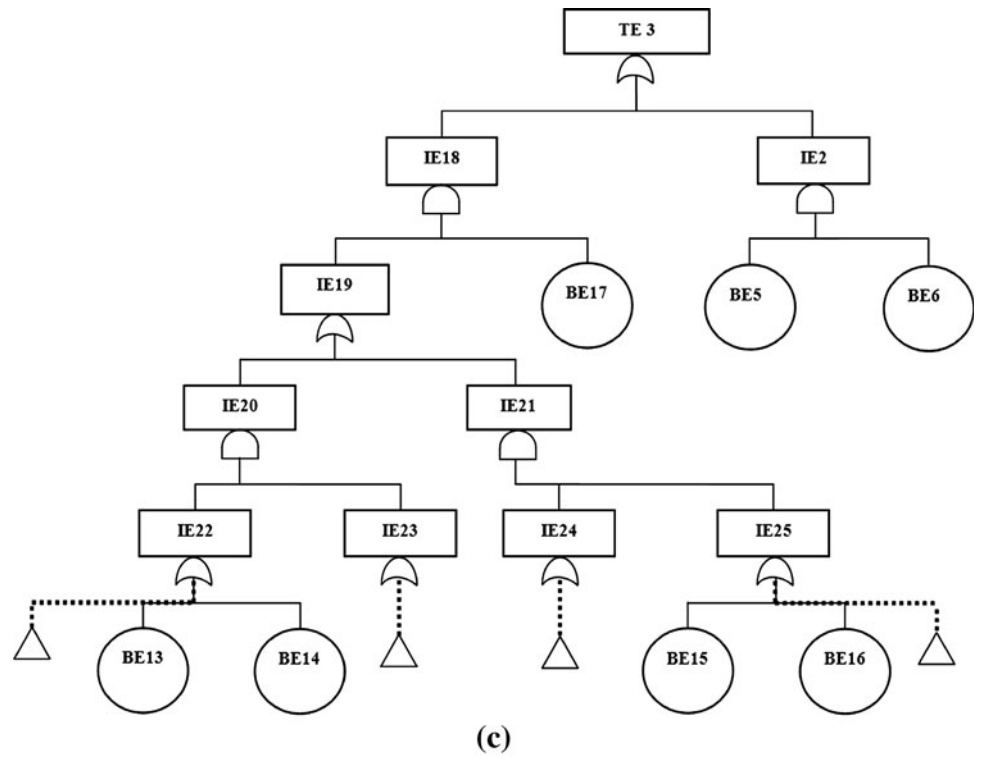 TE 3
IE18
IE2
IE19
BE17
BE5
BE6
IE20
IE21
IE22
IE23
IE24
IE25
BE13
BE14
BE15
BE16
(c)